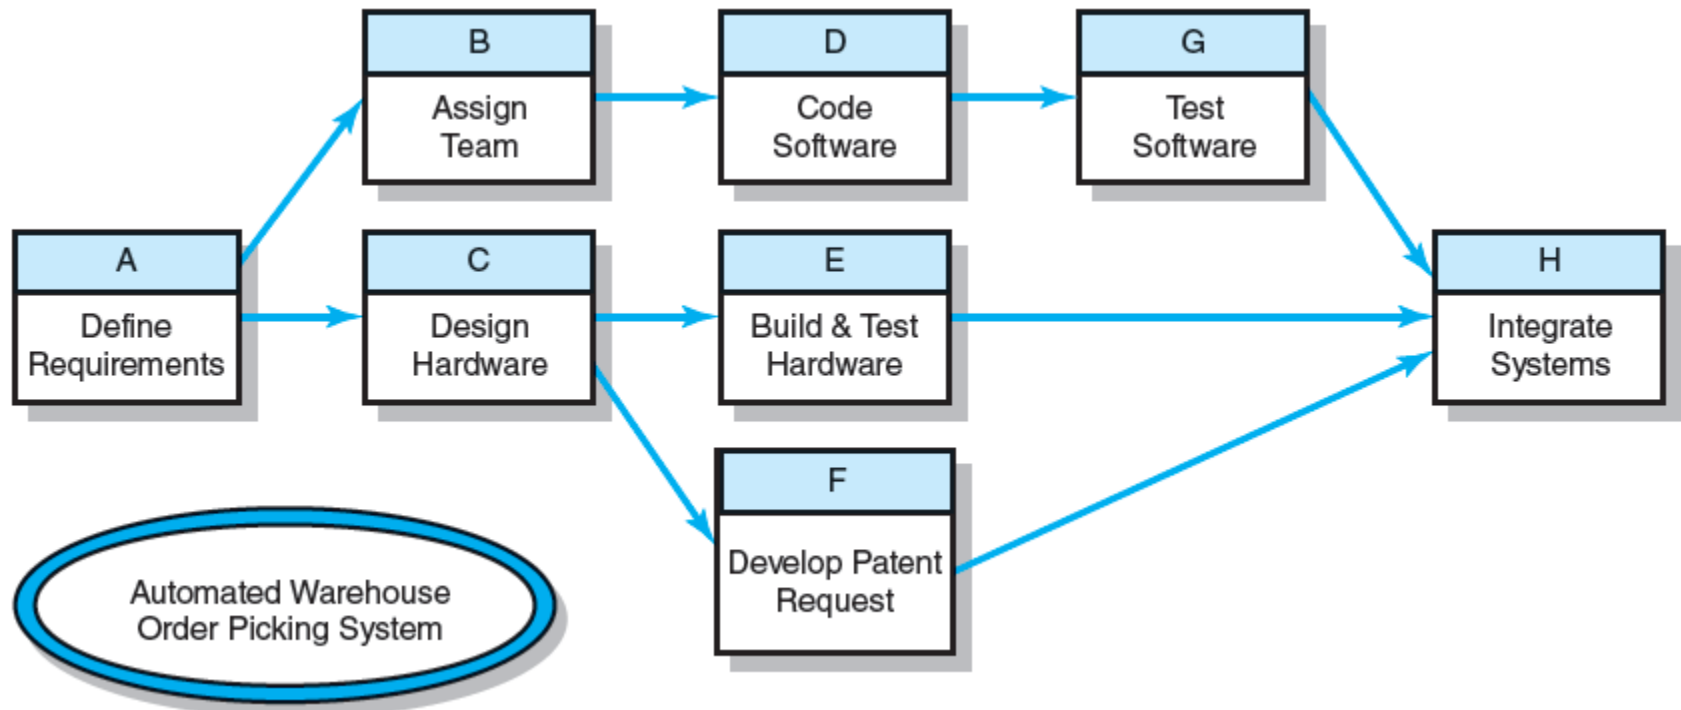 B
Assign
Team
D
Code
Software
G
Test
Software
A
Define
Requirements
C
Design
Hardware
E
Build & Test
Hardware
H
Integrate
Systems
F
Develop Patent
Request
Automated Warehouse
Order Picking System